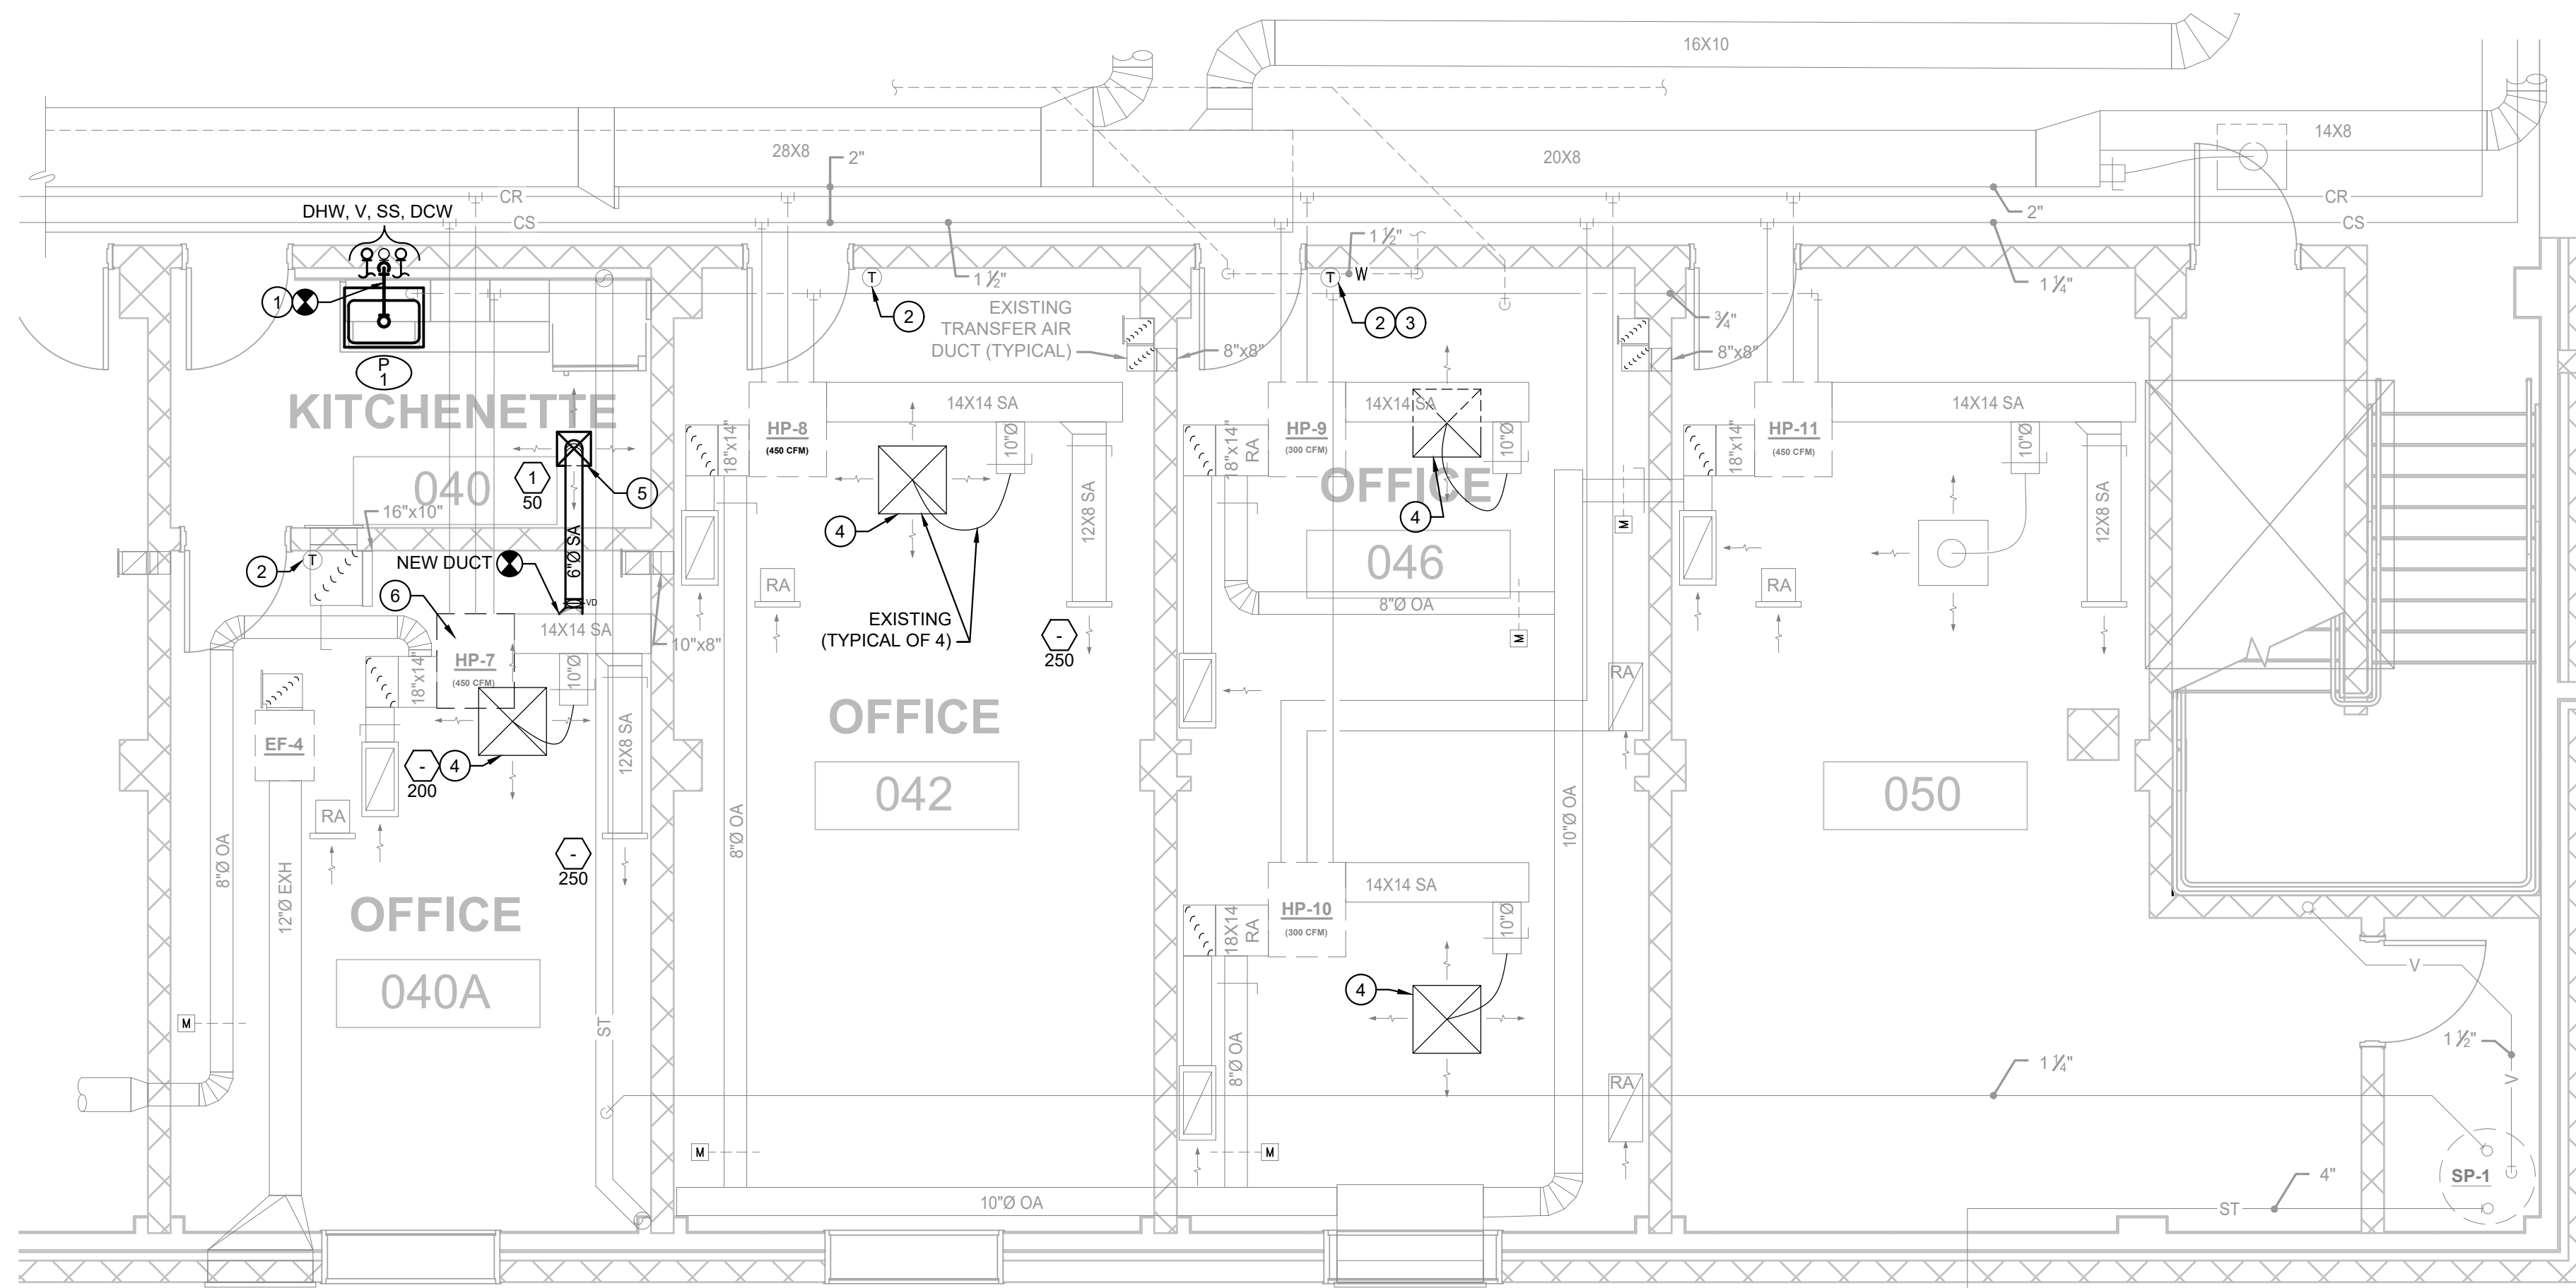 16X10
14X8
28X8
2"
20X8
CR
CS
DHW, V, SS, DCW
CR
2"
CS
1
P
1
T
2
1 ½"
EXISTING
TRANSFER AIR
DUCT (TYPICAL)
8"x8"
1 ½"
W
T
2
3
¾"
8"x8"
1 ¼"
KITCHENETTE
040
1
50
5
6"Ø SA
16"x10"
NEW DUCT
VD
2
T
6
HP-7
(450 CFM)
14X14 SA
10"x8"
18"x14"
10"Ø
12X8 SA
EF-4
-
200
4
RA
8"Ø OA
12"Ø EXH
-
250
OFFICE
040A
M
ST
HP-8
(450 CFM)
14X14 SA
18"x14"
10"Ø
12X8 SA
4
RA
EXISTING
(TYPICAL OF 4)
-
250
OFFICE
042
8"Ø OA
M
10"Ø OA
HP-9
(300 CFM)
14X14 SA
18"x14"
RA
10"Ø
OFFICE
4
046
M
8"Ø OA
M
RA
10"Ø OA
HP-10
(300 CFM)
14X14 SA
18X14
RA
10"Ø
4
8"Ø OA
M
RA
HP-11
(450 CFM)
14X14 SA
18"x14"
10"Ø
12X8 SA
RA
050
V
1 ½"
V
1 ¼"
SP-1
4"
ST